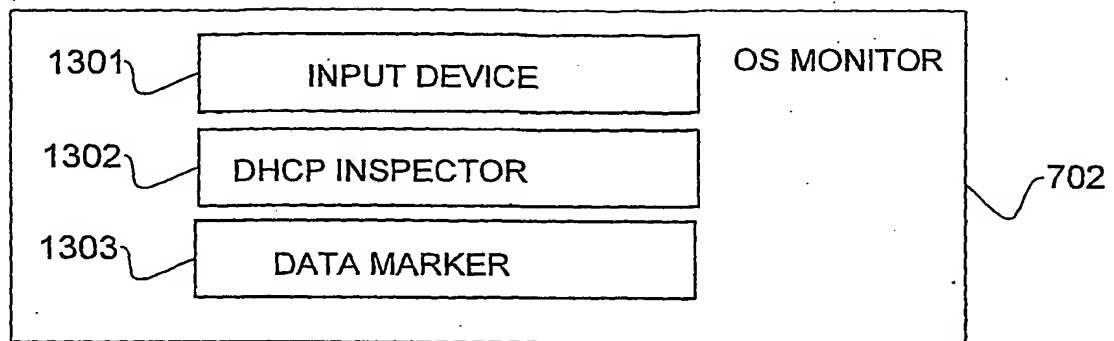 1301 INPUT DEVICE OS MONITOR
1302 DHCP INSPECTOR
702
1303 DATA MARKER